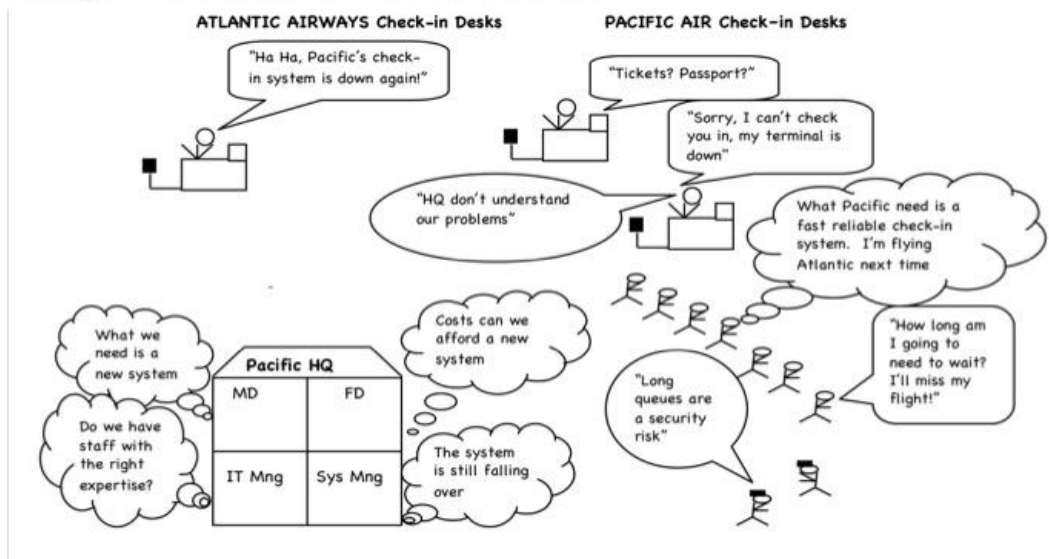 ATLANTIC AIRWAYS Check-in Desks
PACIFIC AIR Check-in Desks
"Ha Ha, Pacific's check-
in system is down again!"
"Tickets? Passport?"
"Sorry, I can't check
you in, my terminal is
down"
"HQ don't understand
our problems"
What Pacific need is a
fast reliable check-in
system. I'm flying
Atlantic next time
"How long am
I going to
need to wait?
I'll miss my
flight!"
"Long
queues are
a security
risk"
What we
need is a
new system
Costs can we
afford a new
system
Pacific HQ
MD
FD
Do we have
staff with
the right
expertise?
IT Mng
Sys Mng
The system
is still falling
over